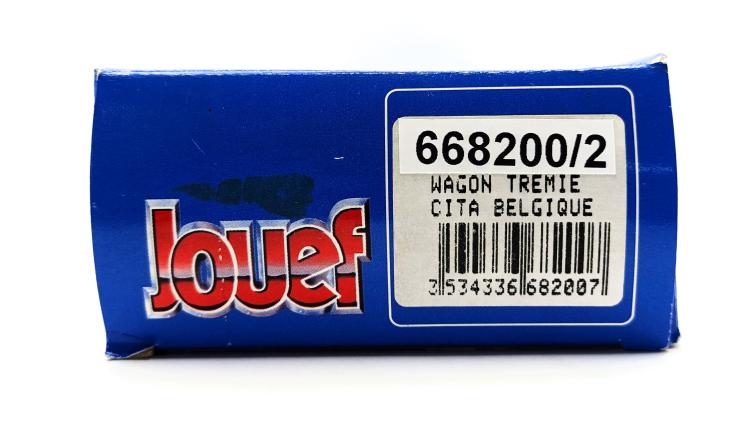 Jouef
668200/2
WAGON TREMIE
CITA BELGIQUE
3 534336 682007